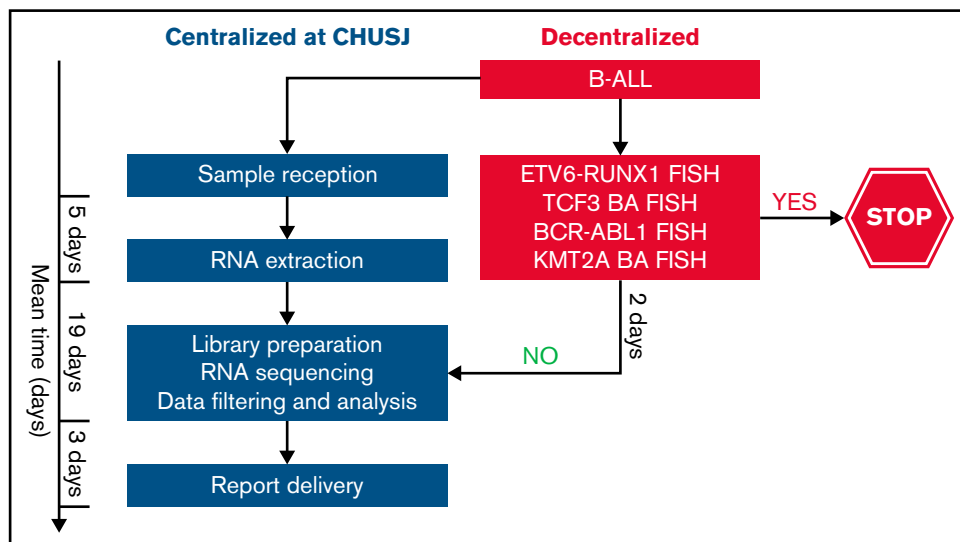 Centralized at CHUSJ
Decentralized
B-ALL
Sample reception
ETV6-RUNX1 FISH
TCF3 BA FISH
BCR-ABL1 FISH
KMT2A BA FISH
YES
STOP
RNA extraction
2 days
NO
Library preparation
RNA sequencing
Data filtering and analysis
Report delivery
Mean time (days)
5 days
19 days
3 days